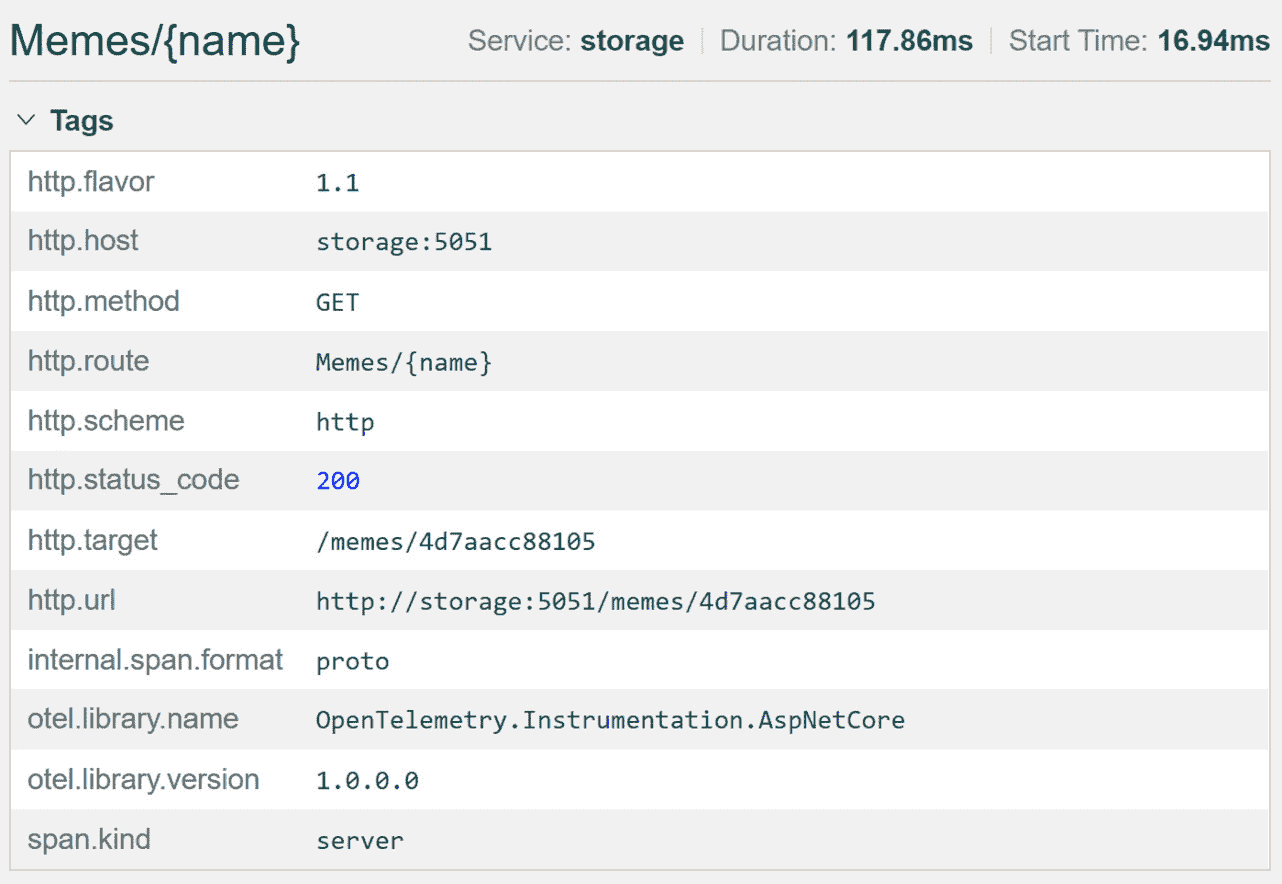 Memes/{name} Service: storage Duration: 117.86ms Start Time: 16.94ms
Tags
http.flavor 1.1
http.host storage:5051
http.method GET
http.route Memes/{name}
http.scheme http
http.status_code 200
http.target /memes/4d7aacc88105
http.url http://storage:5051/memes/4d7aacc88105
internal.span.format proto
otel.library.name OpenTelemetry.Instrumentation.AspNetCore
otel.library.version 1.0.0.0
span.kind server